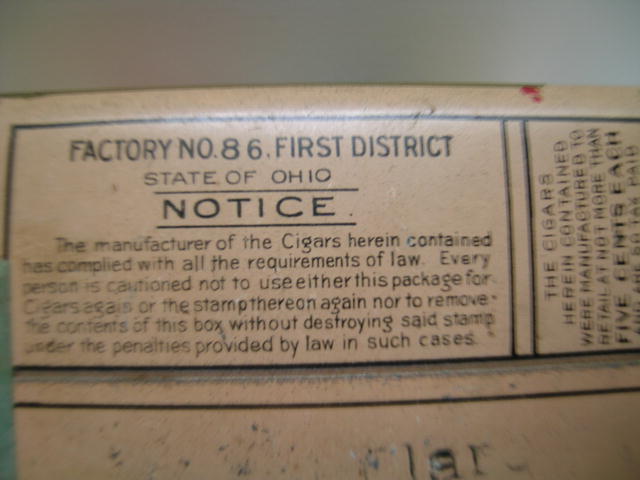 FACTORY NO. 86, FIRST DISTRICT
STATE OF OHIO
NOTICE.
The manufacturer of the Cigars herein contained
has complied with all the requirements of law. Every
person is cautioned not to use either this package for
Cigars again or the stamp thereon again nor to remove
the contents of this box, without destroying said stamp
under the penalties provided by law in such cases.
THE CIGARS
HEREIN CONTAINED
WERE MANUFACTURED TO
RETAIL AT NOT MORE THAN
FIVE CENTS EACH